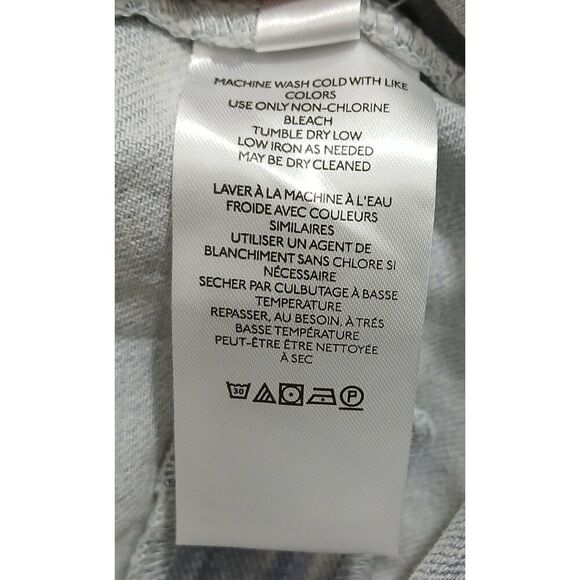 MACHINE WASH COLD WITH LIKE
COLORS
USE ONLY NON-CHLORINE
BLEACH
TUMBLE DRY LOW
LOW IRON AS NEEDED
MAY BE DRY CLEANED
LAVER À LA MACHINE À L'EAU
FROIDE AVEC COULEURS
SIMILAIRES
UTILISER UN AGENT DE
BLANCHIMENT SANS CHLORE SI
NÉCESSAIRE
SECHER PAR CULBUTAGE À BASSE
TEMPERATURE
REPASSER, AU BESOIN, À TRÉS
BASSE TEMPÉRATURE
PEUT-ÊTRE ÊTRE NETTOYÉE
À SEC
30 P